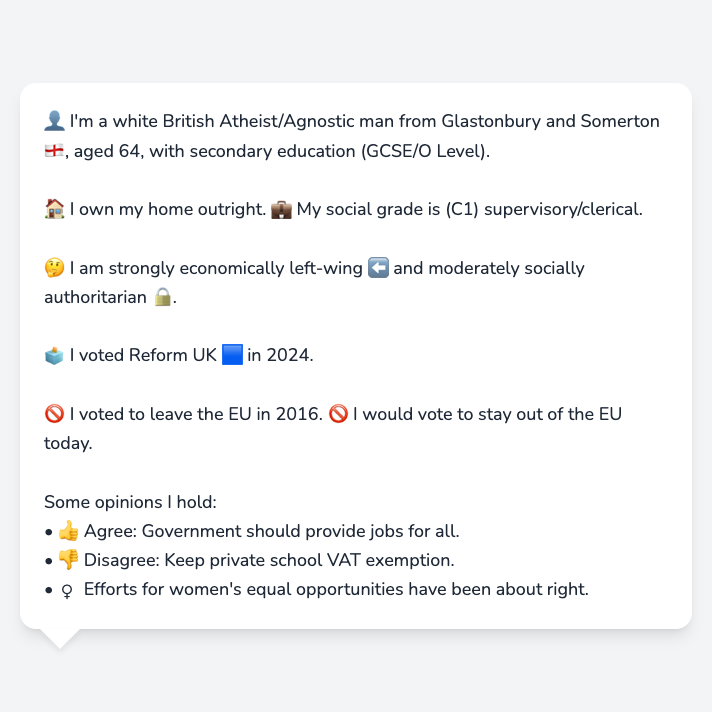 👤 I'm a white British Atheist/Agnostic man from Glastonbury and Somerton
🏴󠁧󠁢󠁥󠁮󠁧󠁿, aged 64, with secondary education (GCSE/O Level).
🏠 I own my home outright. 💼 My social grade is (C1) supervisory/clerical.
🤔 I am strongly economically left-wing ⬅️ and moderately socially
authoritarian 🔒.
🗳️ I voted Reform UK 🟦 in 2024.
🚫 I voted to leave the EU in 2016. 🚫 I would vote to stay out of the EU
today.
Some opinions I hold:
• 👍 Agree: Government should provide jobs for all.
• 👎 Disagree: Keep private school VAT exemption.
• ♀ Efforts for women's equal opportunities have been about right.